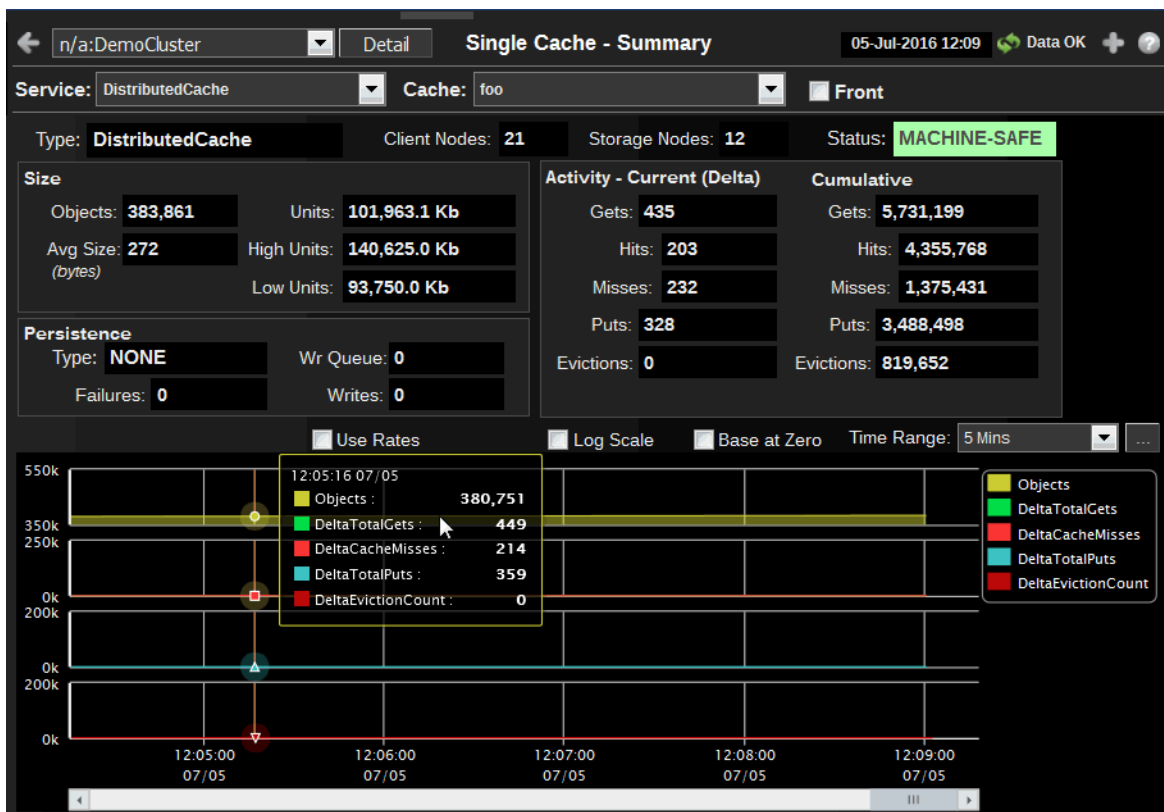 n/a:DemoCluster Detail Single Cache - Summary 05-Jul-2016 12:09 Data OK
Service: DistributedCache Cache: foo Front
Type: DistributedCache Client Nodes: 21 Storage Nodes: 12 Status: MACHINE-SAFE
Size
Objects: 383,861 Units: 101,963.1 Kb
Avg Size: 272 High Units: 140,625.0 Kb
(bytes)
Low Units: 93,750.0 Kb
Persistence
Type: NONE Wr Queue: 0
Failures: 0 Writes: 0
Activity - Current (Delta) Cumulative
Gets: 435 Gets: 5,731,199
Hits: 203 Hits: 4,355,768
Misses: 232 Misses: 1,375,431
Puts: 328 Puts: 3,488,498
Evictions: 0 Evictions: 819,652
Use Rates Log Scale Base at Zero Time Range: 5 Mins ...
550k
350k
250k
0k
200k
0k
200k
0k
12:05:16 07/05
Objects : 380,751
DeltaTotalGets : 449
DeltaCacheMisses : 214
DeltaTotalPuts : 359
DeltaEvictionCount : 0
Objects
DeltaTotalGets
DeltaCacheMisses
DeltaTotalPuts
DeltaEvictionCount
12:05:00 12:06:00 12:07:00 12:08:00 12:09:00
07/05 07/05 07/05 07/05 07/05